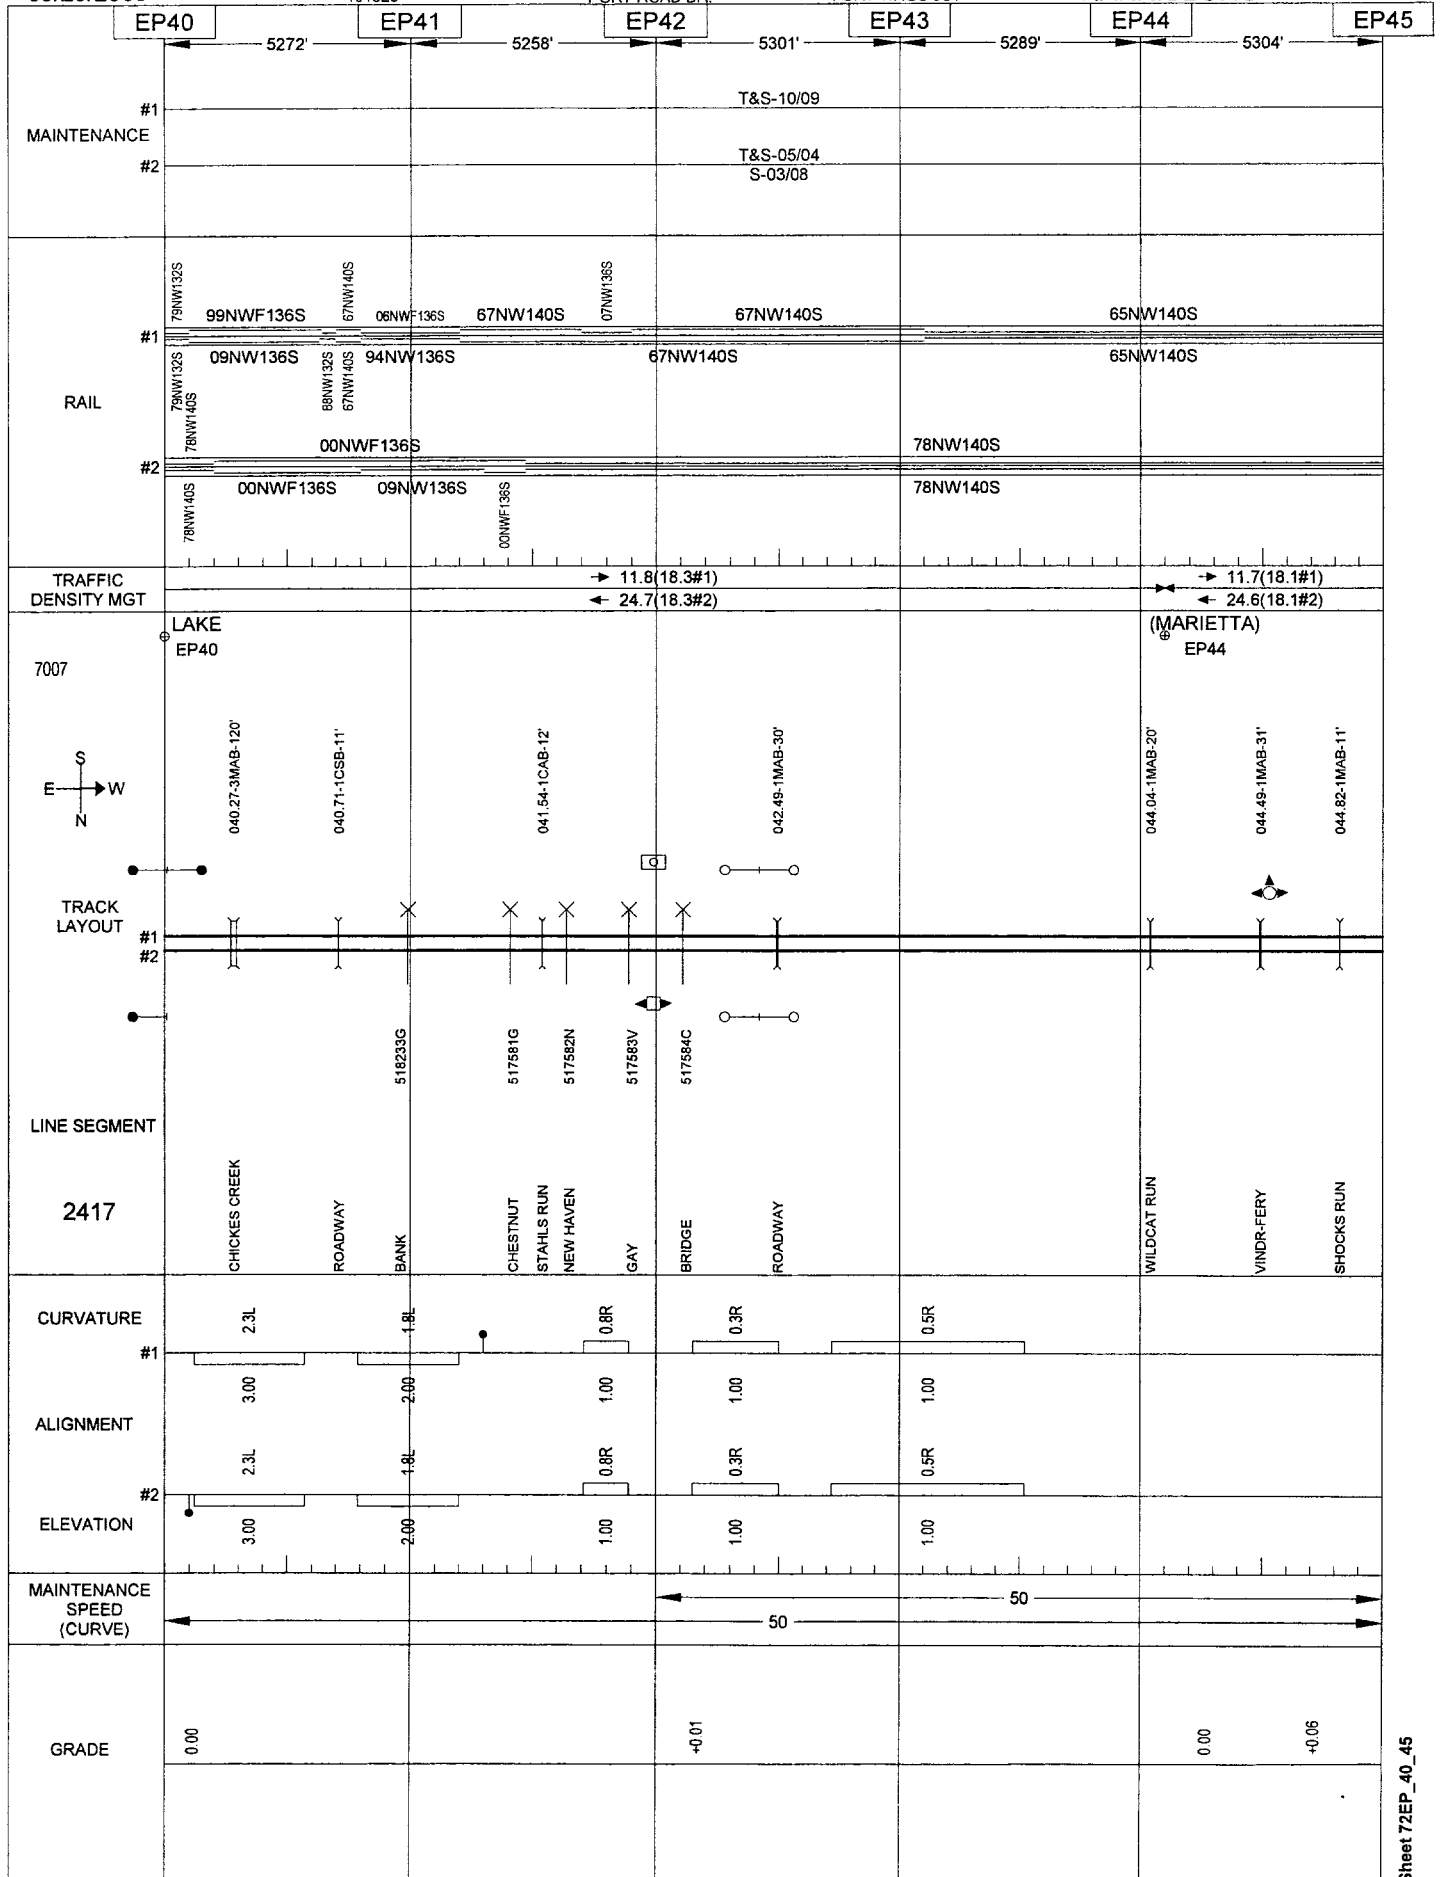 EP40 EP41 EP42 EP43 EP44 EP45
5272' 5258' 5301' 5289' 5304'
MAINTENANCE
#1 T&S-10/09
#2 T&S-05/04
S-03/08
RAIL
79NW132S 99NWF136S 67NW140S 06NWF136S 67NW140S 07NW136S 67NW140S 65NW140S
#1
79NW132S 09NW136S 88NW132S 67NW140S 94NW136S 67NW140S 65NW140S
78NW140S 00NWF136S 78NW140S
#2
78NW140S 00NWF136S 09NW136S 00NWF136S 78NW140S
TRAFFIC
DENSITY MGT
11.8(18.3#1) 11.7(18.1#1)
24.7(18.3#2) 24.6(18.1#2)
LAKE (MARIETTA)
EP40 EP44
7007
S
E W
N
040.27-3MAB-120' 040.71-1CSB-11' 041.54-1CAB-12' 042.49-1MAB-30' 044.04-1MAB-20' 044.49-1MAB-31' 044.82-1MAB-11'
TRACK
LAYOUT
#1
#2
518233G 517581G 517582N 517583V 517584C
LINE SEGMENT
2417
CHICKES CREEK ROADWAY BANK CHESTNUT STAHLS RUN NEW HAVEN GAY BRIDGE ROADWAY WILDCAT RUN VINDR-FERY SHOCKS RUN
CURVATURE
2.3L 1.8L 0.8R 0.3R 0.5R
#1
3.00 2.00 1.00 1.00 1.00
ALIGNMENT
2.3L 1.8L 0.8R 0.3R 0.5R
#2
ELEVATION
3.00 2.00 1.00 1.00 1.00
MAINTENANCE
SPEED
(CURVE)
50
50
GRADE
0.00 +0.01 0.00 +0.06
Sheet 72EP_40_45